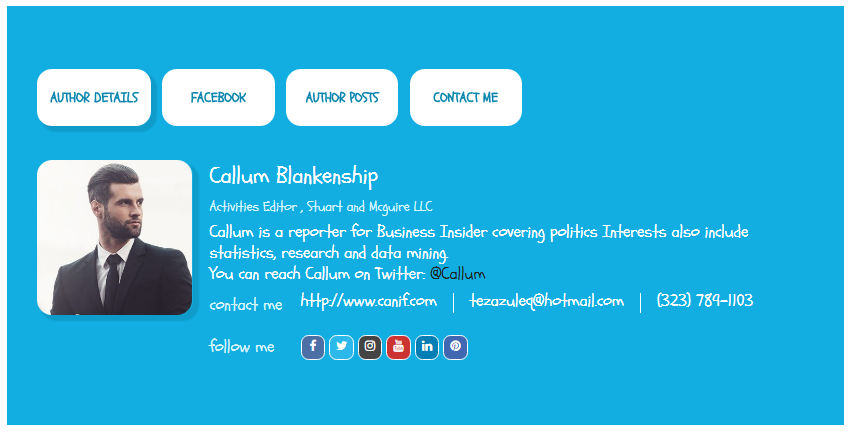 AUTHOR DETAILS
FACEBOOK
AUTHOR POSTS
CONTACT ME
Callum Blankenship
Activities Editor , Stuart and Mcguire LLC
Callum is a reporter for Business Insider covering politics Interests also include
statistics, research and data mining.
You can reach Callum on Twitter: @Callum
contact me http://www.canif.com | tezazuleq@hotmail.com | (323) 789-1103
follow me